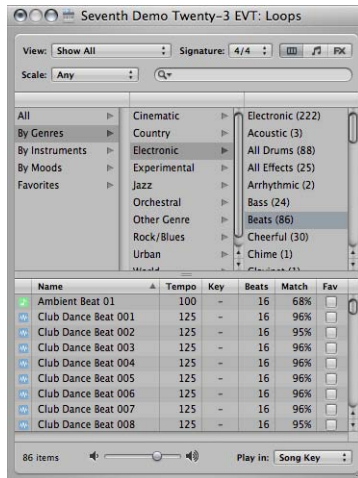 Seventh Demo Twenty-3 EVT: Loops
View: Show All Signature: 4/4 FX
Scale: Any
All Cinematic Electronic (222)
By Genres Country Acoustic (3)
By Instruments Electronic All Drums (88)
By Moods Experimental All Effects (25)
Favorites Jazz Arrhythmic (2)
Orchestral Bass (24)
Other Genre Beats (86)
Rock/Blues Cheerful (30)
Urban Chime (1)
World Clavinet (1)
Name Tempo Key Beats Match Fav
Ambient Beat 01 100 – 16 68%
Club Dance Beat 001 125 – 16 96%
Club Dance Beat 002 125 – 16 95%
Club Dance Beat 003 125 – 16 96%
Club Dance Beat 004 125 – 16 96%
Club Dance Beat 005 125 – 16 96%
Club Dance Beat 006 125 – 16 96%
Club Dance Beat 007 125 – 16 96%
Club Dance Beat 008 125 – 16 95%
86 items Play in: Song Key